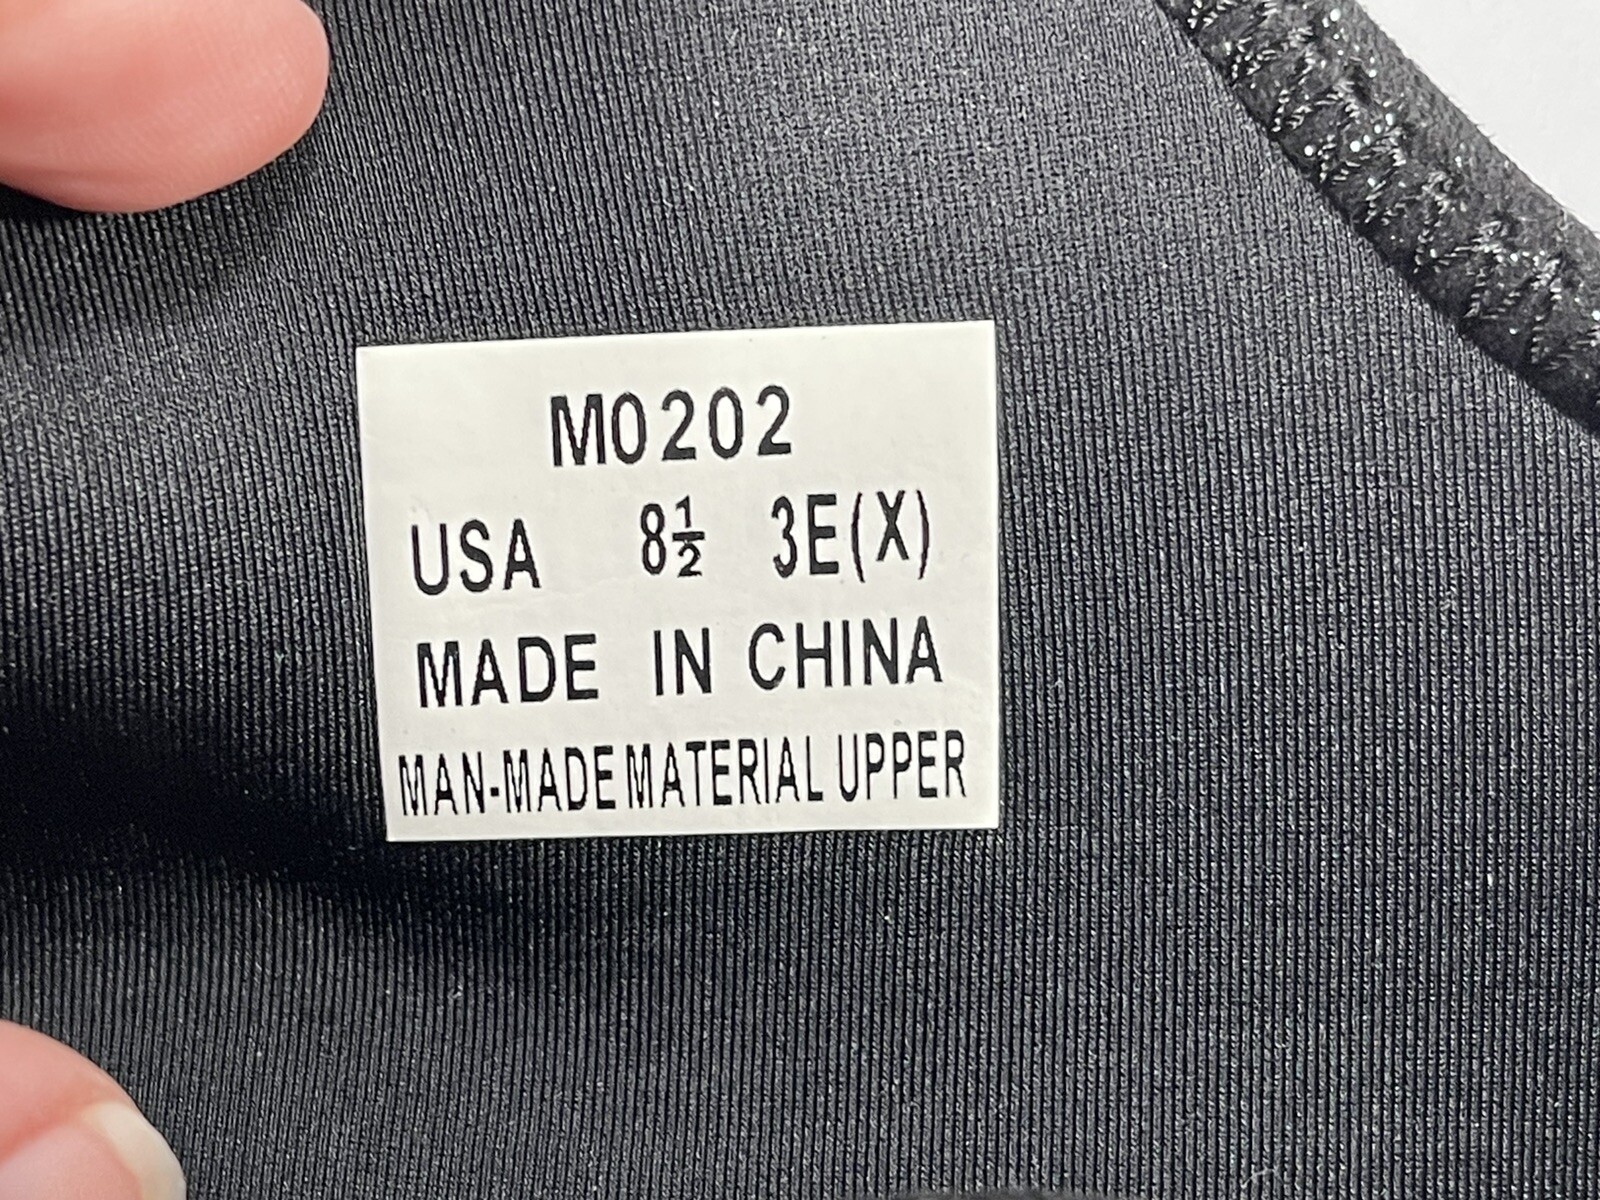 M0202
USA 8½ 3E(X)
MADE IN CHINA
MAN-MADE MATERIAL UPPER